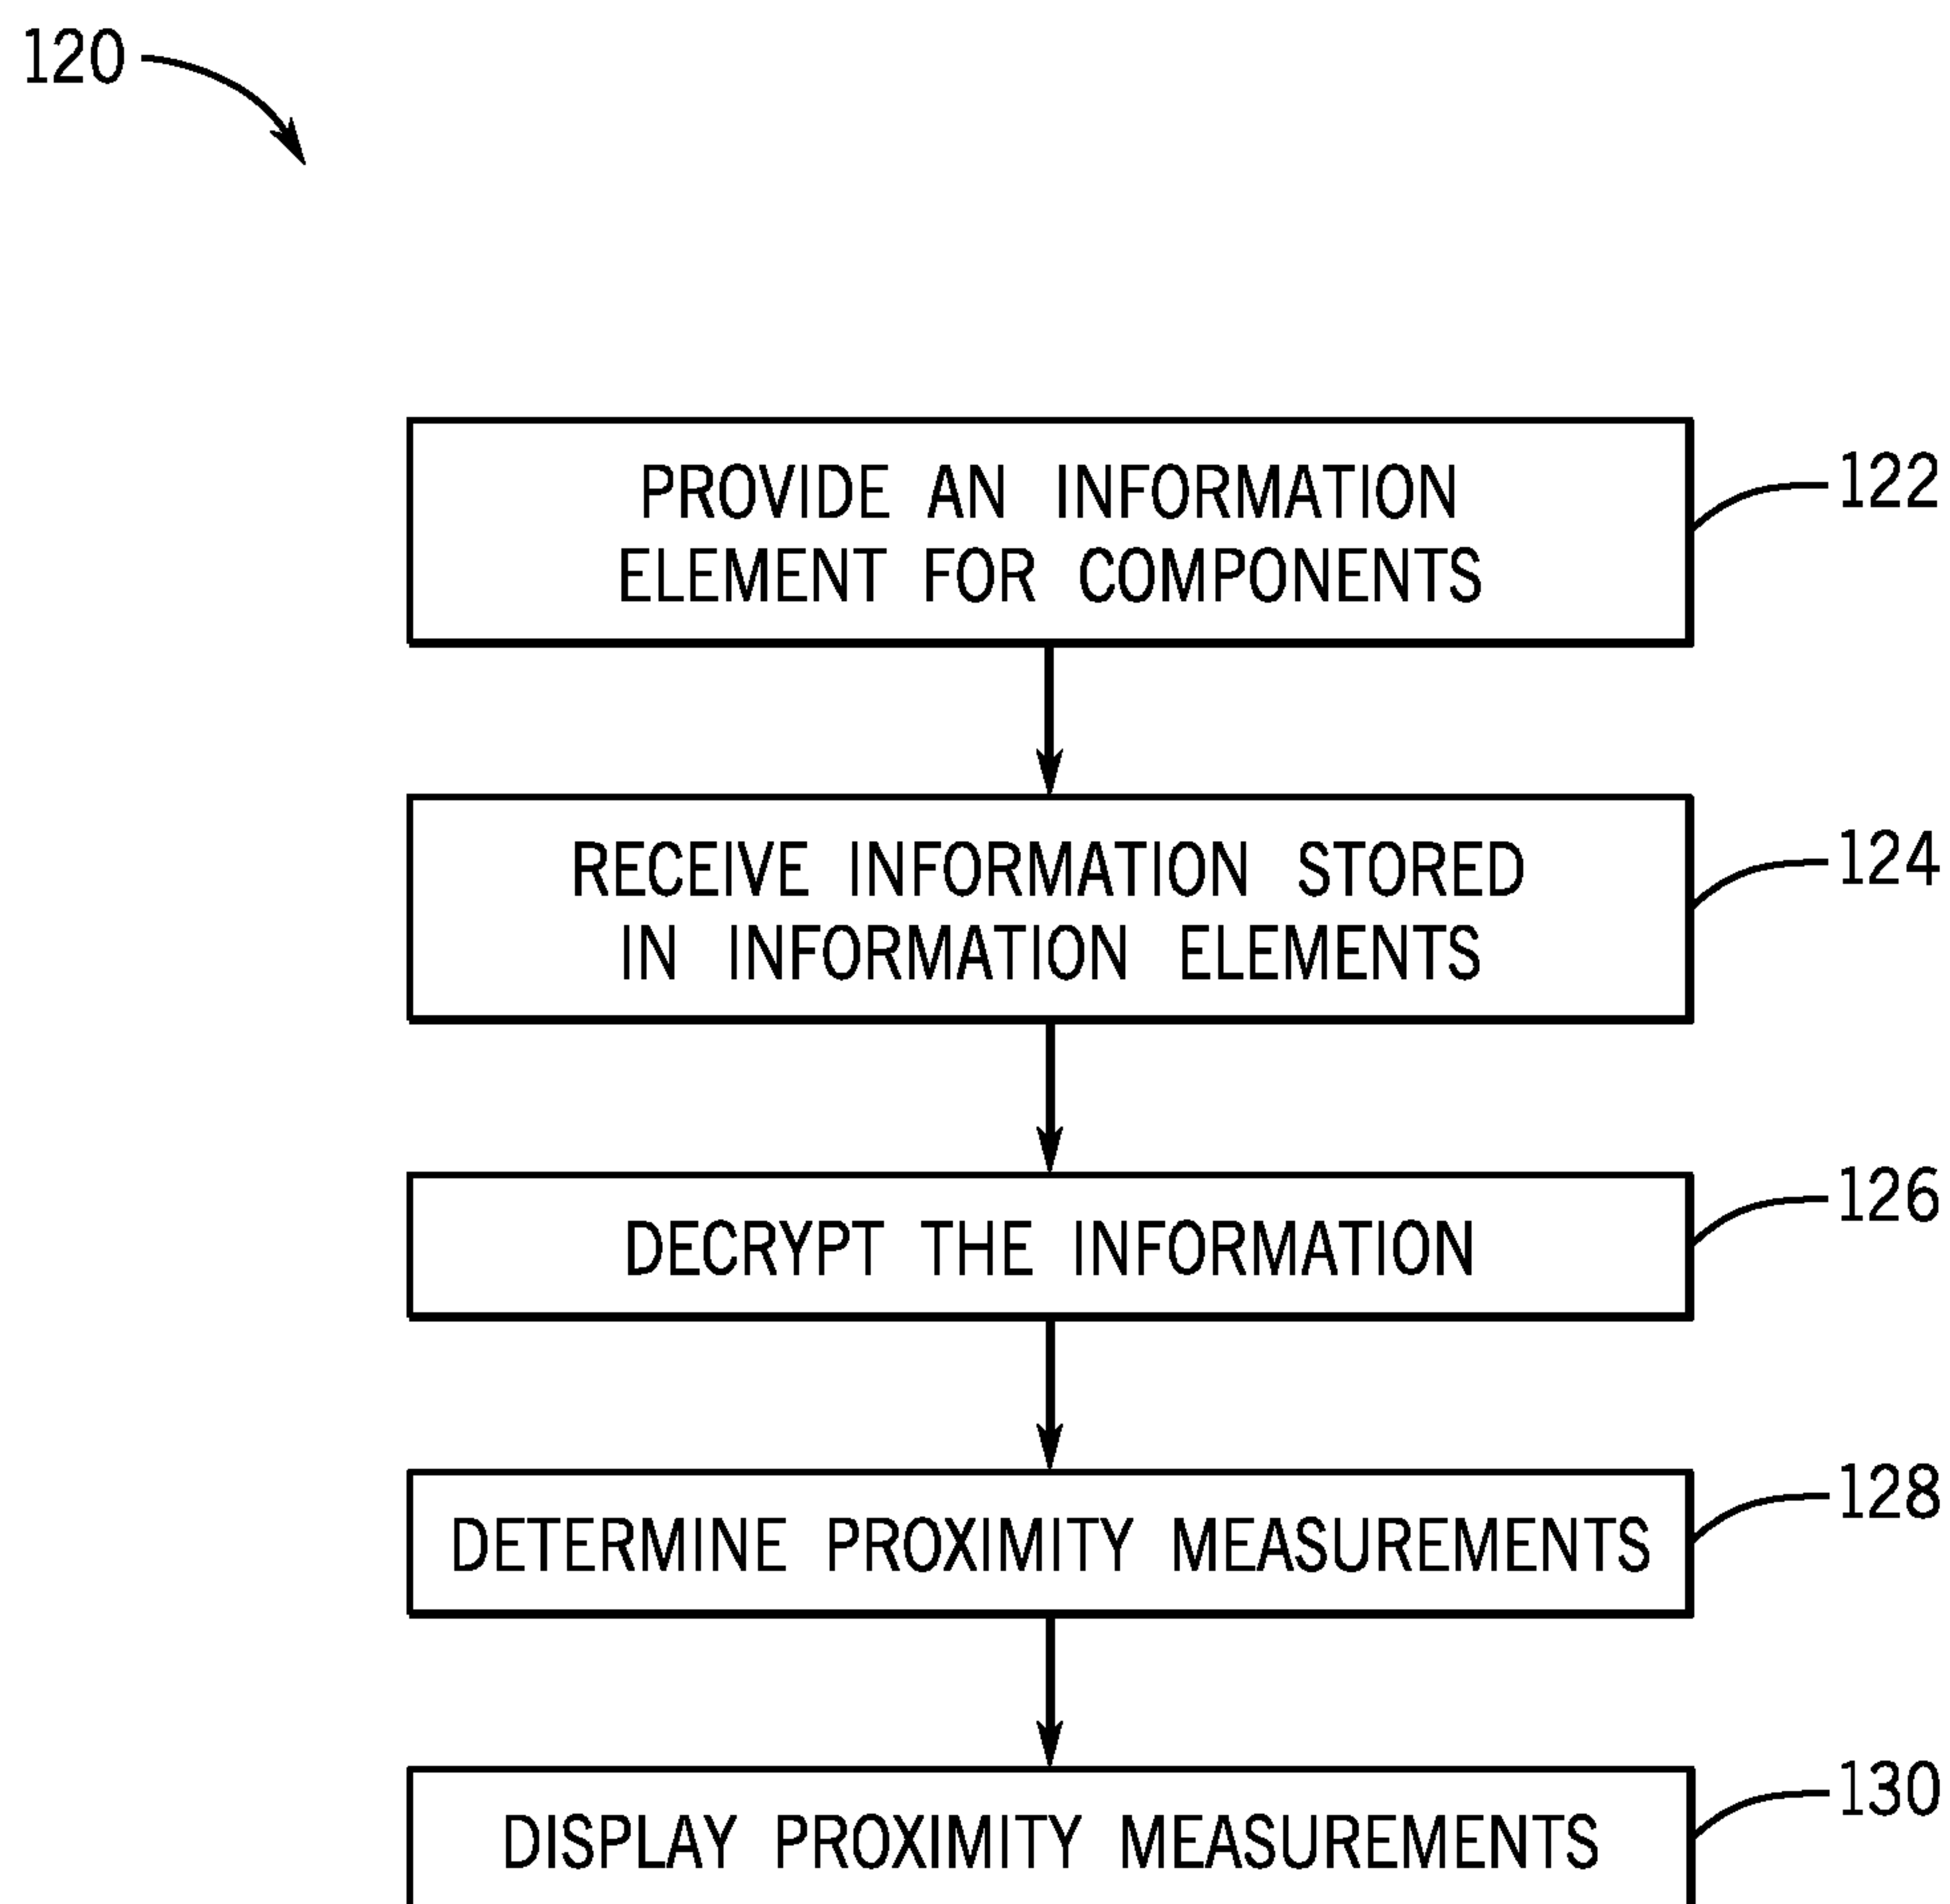 120
PROVIDE AN INFORMATION
ELEMENT FOR COMPONENTS
122
RECEIVE INFORMATION STORED
IN INFORMATION ELEMENTS
124
DECRYPT THE INFORMATION
126
DETERMINE PROXIMITY MEASUREMENTS
128
DISPLAY PROXIMITY MEASUREMENTS
130